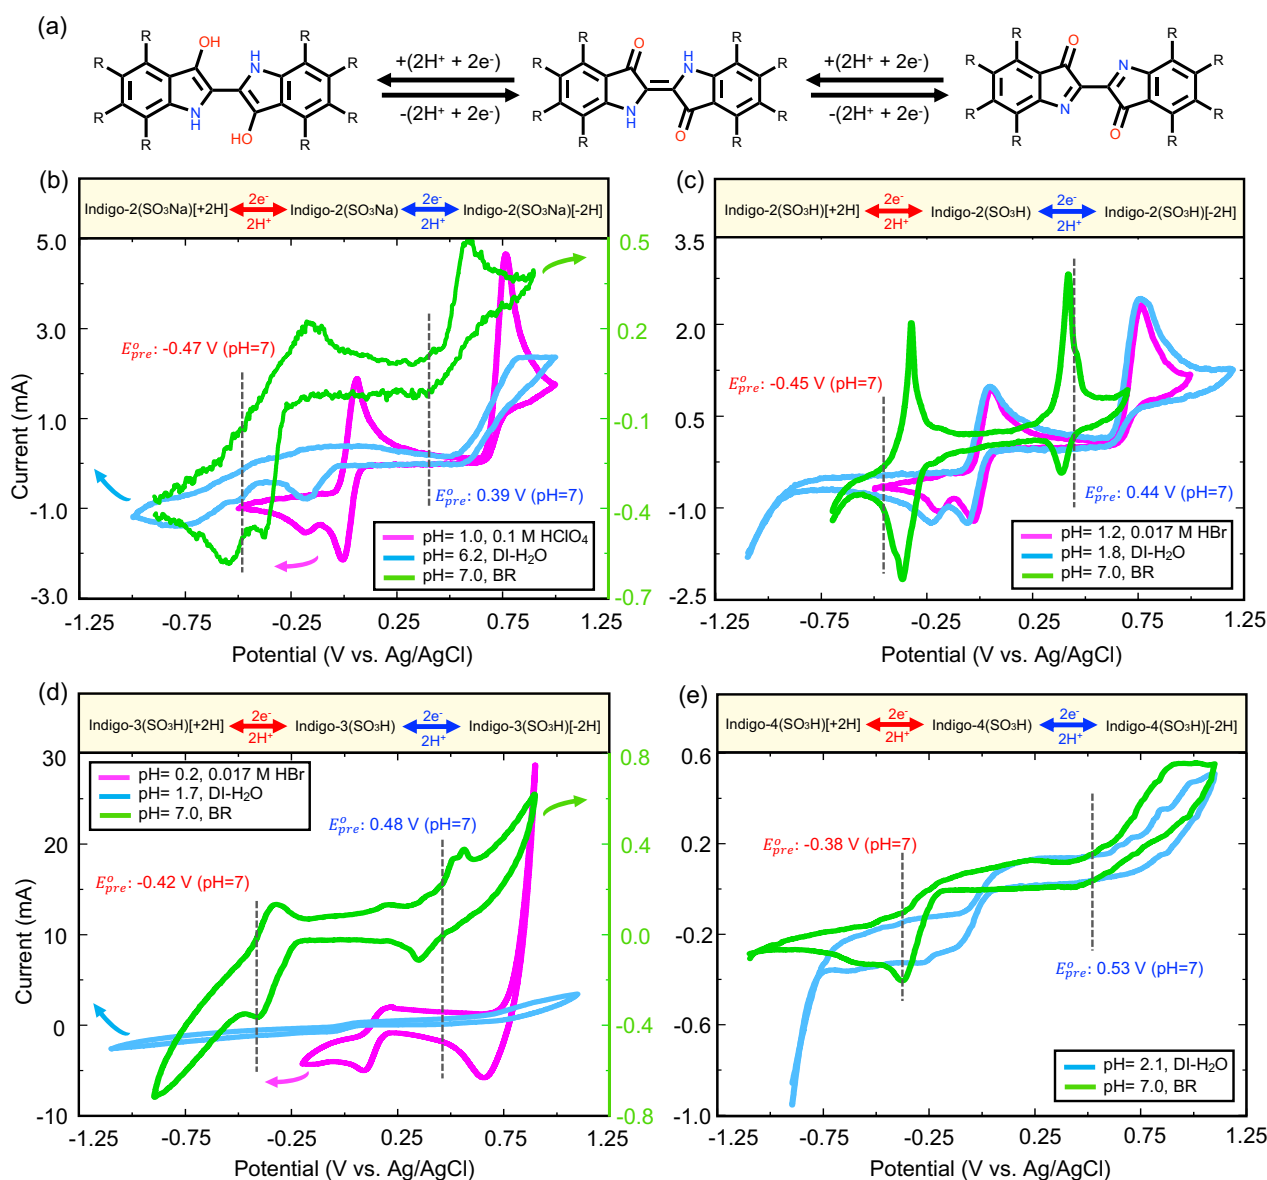 (a)
R OH R H N R R
R R R N H HO R R
+(2H⁺ + 2e⁻)
-(2H⁺ + 2e⁻)
R O R H N R R
R R R N H O R R
+(2H⁺ + 2e⁻)
-(2H⁺ + 2e⁻)
R O R N R R
R R R N O R R
(b)
Indigo-2(SO₃Na)[+2H] 2e⁻ 2H⁺ Indigo-2(SO₃Na) 2e⁻ 2H⁺ Indigo-2(SO₃Na)[-2H]
5.0
3.0
1.0
-1.0
-3.0
Current (mA)
0.5
0.2
-0.1
-0.4
-0.7
E°pre: -0.47 V (pH=7)
E°pre: 0.39 V (pH=7)
pH= 1.0, 0.1 M HClO₄
pH= 6.2, DI-H₂O
pH= 7.0, BR
-1.25 -0.75 -0.25 0.25 0.75 1.25
Potential (V vs. Ag/AgCl)
(c)
Indigo-2(SO₃H)[+2H] 2e⁻ 2H⁺ Indigo-2(SO₃H) 2e⁻ 2H⁺ Indigo-2(SO₃H)[-2H]
3.5
2.0
0.5
-1.0
-2.5
E°pre: -0.45 V (pH=7)
E°pre: 0.44 V (pH=7)
pH= 1.2, 0.017 M HBr
pH= 1.8, DI-H₂O
pH= 7.0, BR
-1.25 -0.75 -0.25 0.25 0.75 1.25
Potential (V vs. Ag/AgCl)
(d)
Indigo-3(SO₃H)[+2H] 2e⁻ 2H⁺ Indigo-3(SO₃H) 2e⁻ 2H⁺ Indigo-3(SO₃H)[-2H]
30
20
10
0
-10
Current (mA)
0.8
0.4
0.0
-0.4
-0.8
pH= 0.2, 0.017 M HBr
pH= 1.7, DI-H₂O
pH= 7.0, BR
E°pre: 0.48 V (pH=7)
E°pre: -0.42 V (pH=7)
-1.25 -0.75 -0.25 0.25 0.75 1.25
Potential (V vs. Ag/AgCl)
(e)
Indigo-4(SO₃H)[+2H] 2e⁻ 2H⁺ Indigo-4(SO₃H) 2e⁻ 2H⁺ Indigo-4(SO₃H)[-2H]
0.6
0.2
-0.2
-0.6
-1.0
E°pre: -0.38 V (pH=7)
E°pre: 0.53 V (pH=7)
pH= 2.1, DI-H₂O
pH= 7.0, BR
-1.25 -0.75 -0.25 0.25 0.75 1.25
Potential (V vs. Ag/AgCl)